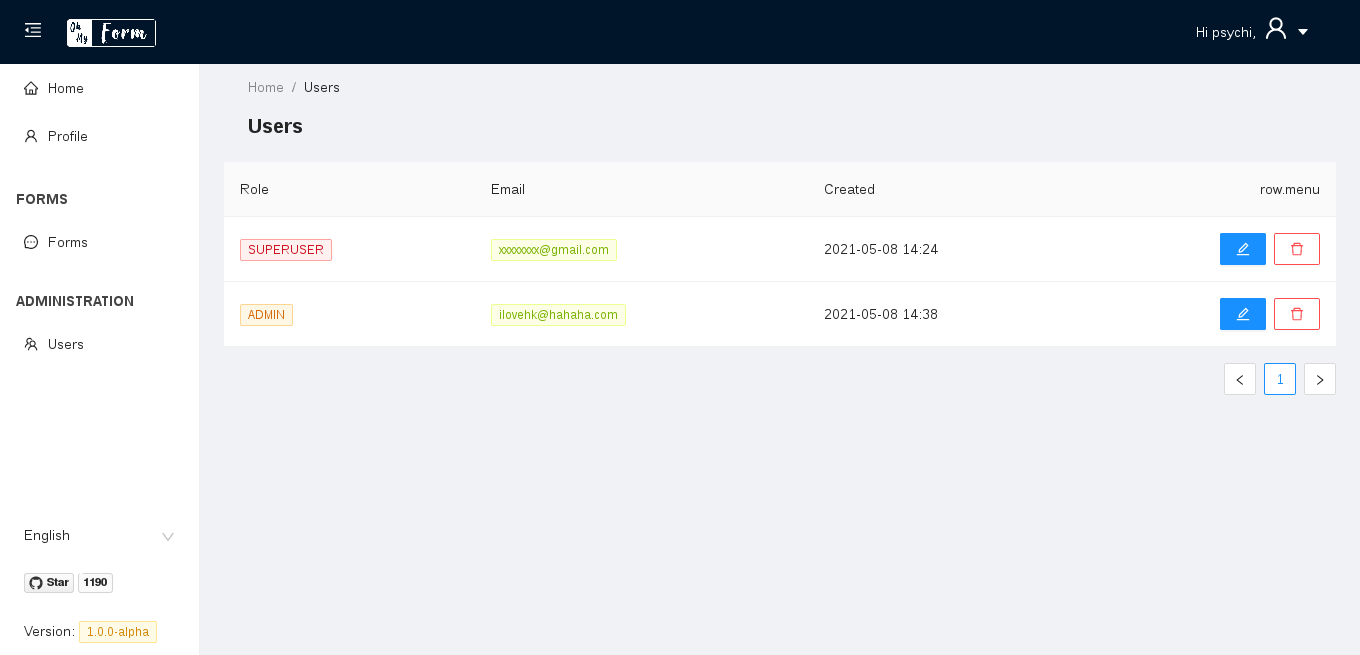 Oh My Form
Hi psychi,
Home
Profile
FORMS
Forms
ADMINISTRATION
Users
English
Star 1190
Version: 1.0.0-alpha
Home / Users
Users
Role Email Created row.menu
SUPERUSER xxxxxxxx@gmail.com 2021-05-08 14:24
ADMIN ilovehk@hahaha.com 2021-05-08 14:38
1